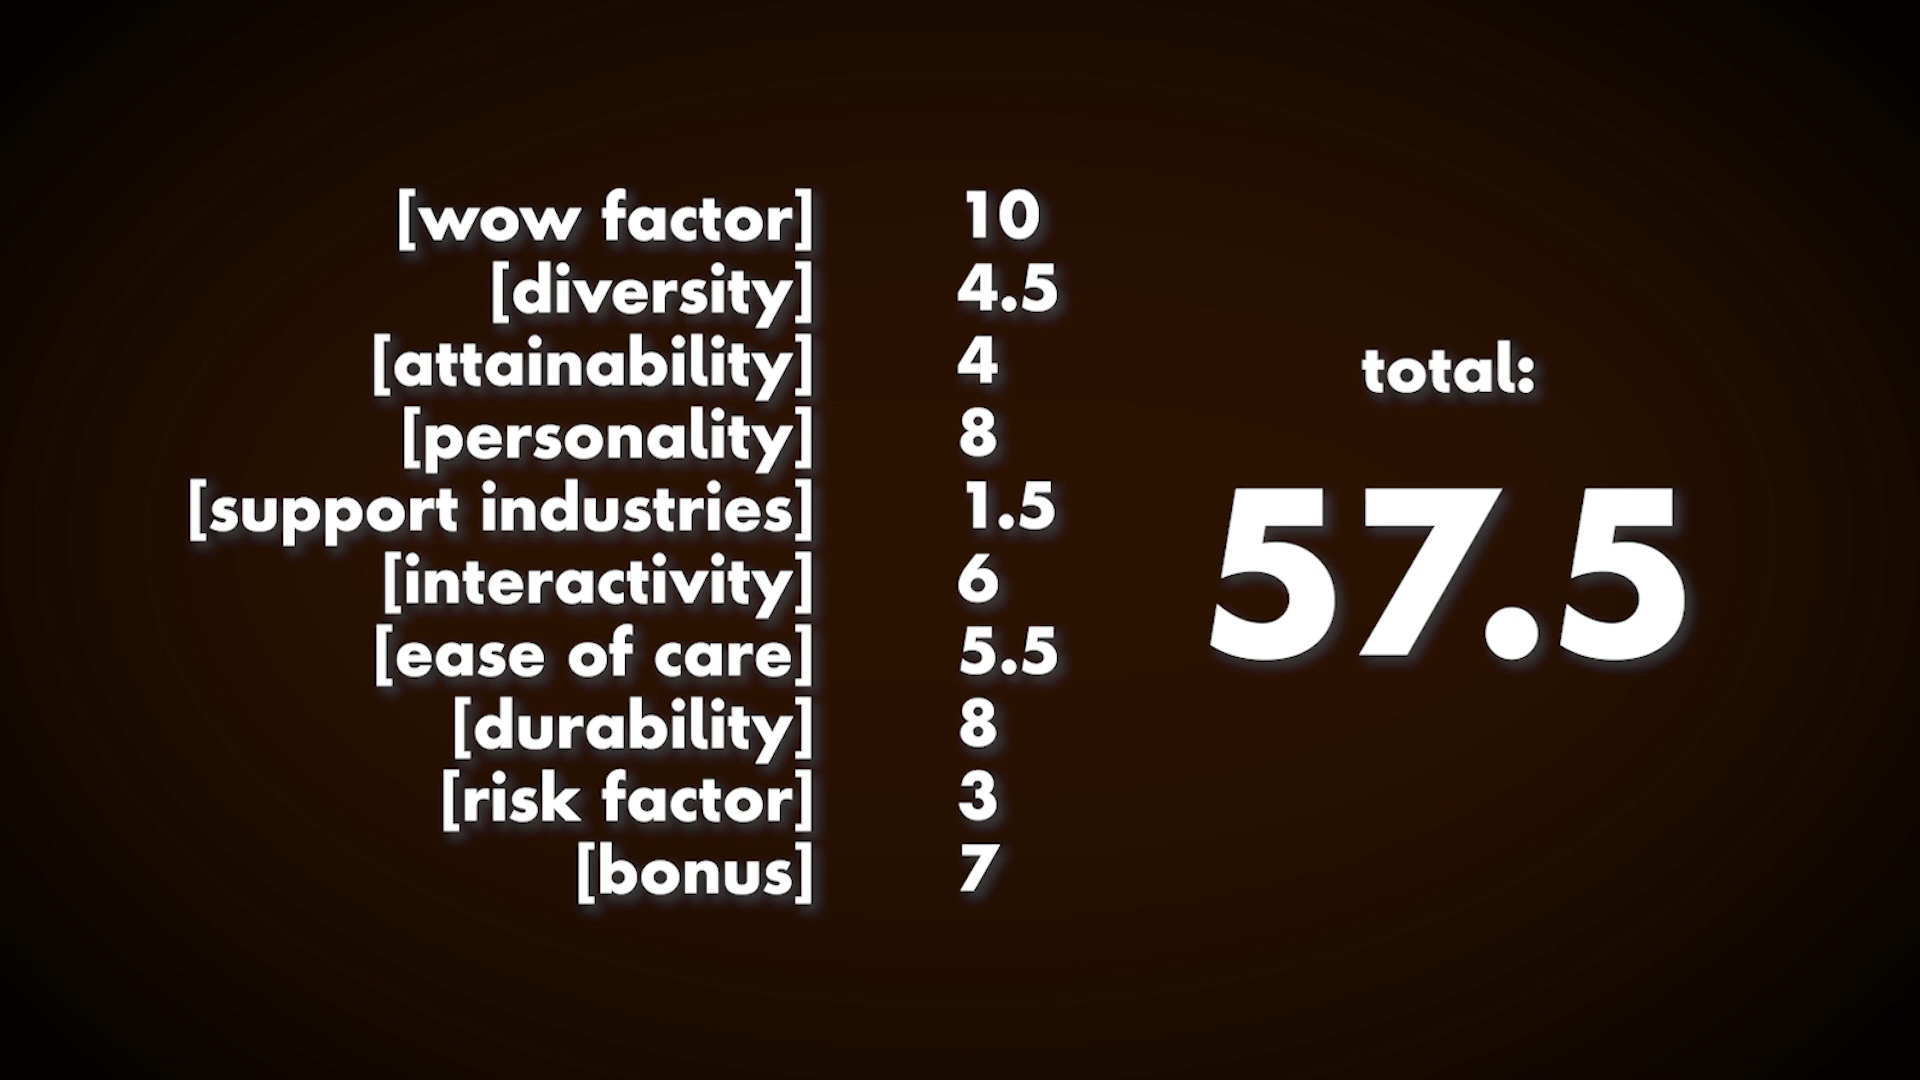 [wow factor] 10
[diversity] 4.5
[attainability] 4
[personality] 8
[support industries] 1.5
[interactivity] 6
[ease of care] 5.5
[durability] 8
[risk factor] 3
[bonus] 7
total:
57.5